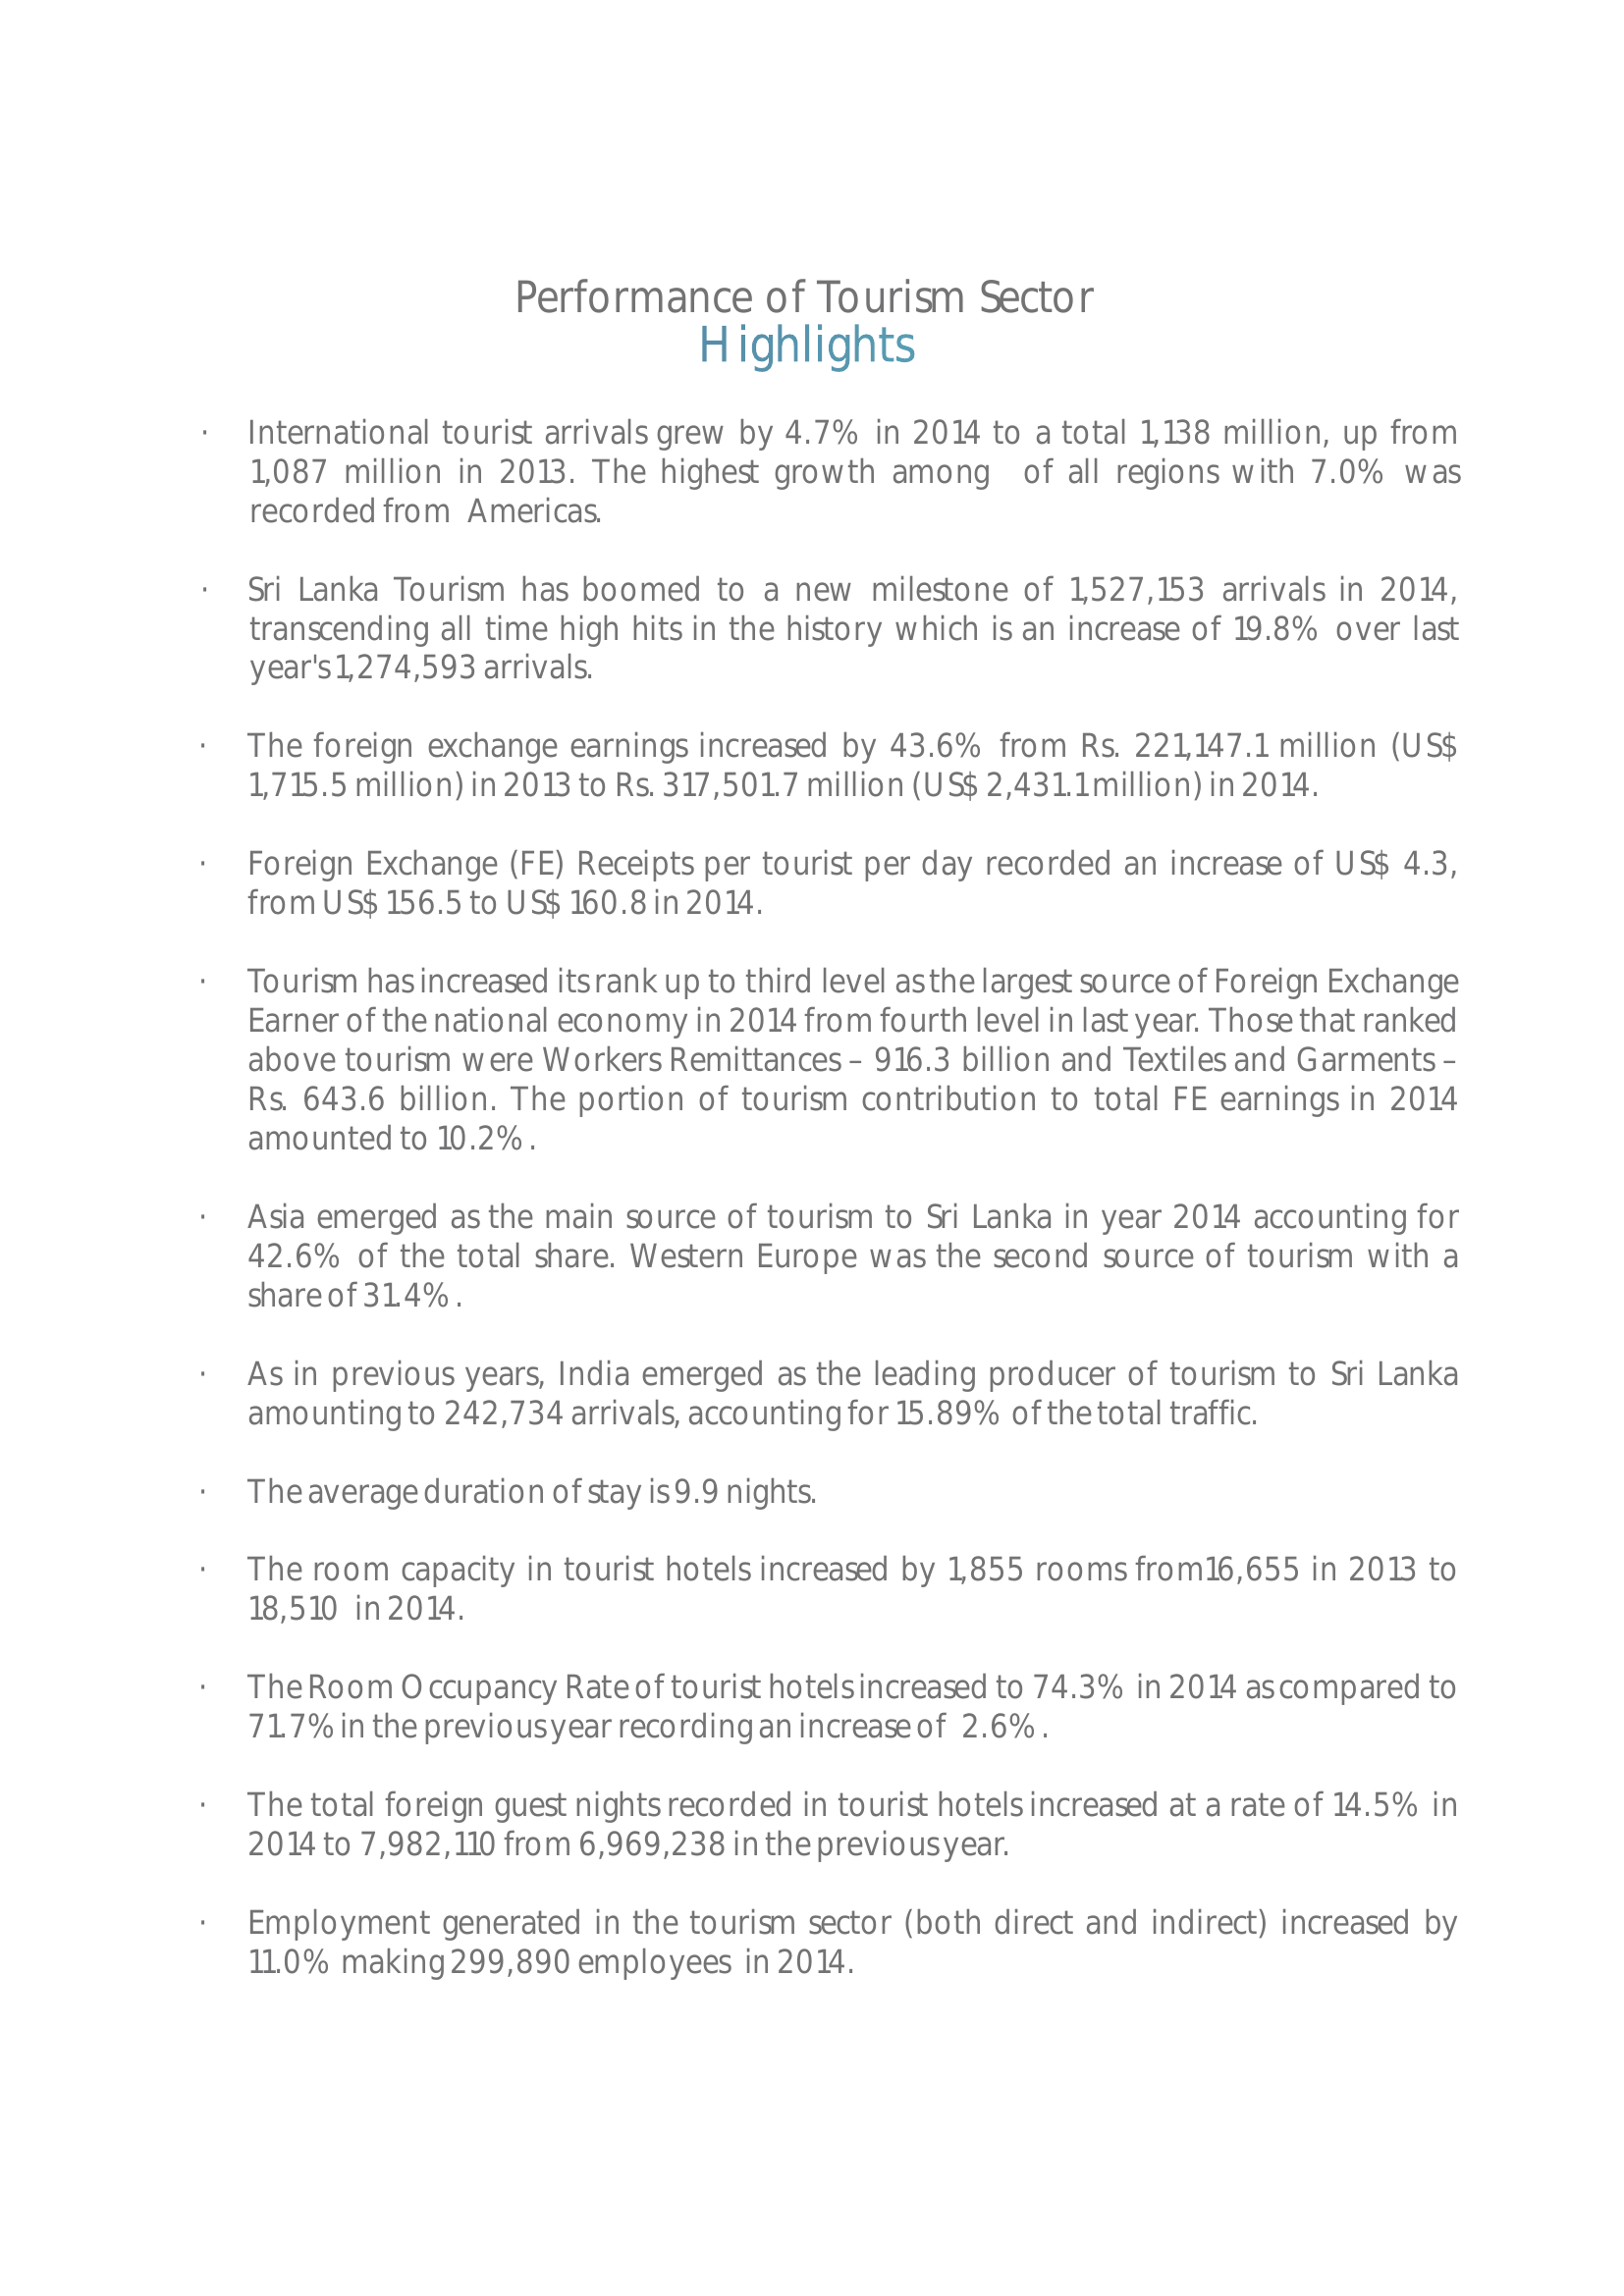 Performance of Tourism Sector
Highlights
· International tourist arrivals grew by 4.7% in 2014 to a total 1,138 million, up from
1,087 million in 2013. The highest growth among of all regions with 7.0% was
recorded from Americas.
· Sri Lanka Tourism has boomed to a new milestone of 1,527,153 arrivals in 2014,
transcending all time high hits in the history which is an increase of 19.8% over last
year's 1,274,593 arrivals.
· The foreign exchange earnings increased by 43.6% from Rs. 221,147.1 million (US$
1,715.5 million) in 2013 to Rs. 317,501.7 million (US$ 2,431.1 million) in 2014.
· Foreign Exchange (FE) Receipts per tourist per day recorded an increase of US$ 4.3,
from US$ 156.5 to US$ 160.8 in 2014.
· Tourism has increased its rank up to third level as the largest source of Foreign Exchange
Earner of the national economy in 2014 from fourth level in last year. Those that ranked
above tourism were Workers Remittances – 916.3 billion and Textiles and Garments –
Rs. 643.6 billion. The portion of tourism contribution to total FE earnings in 2014
amounted to 10.2%.
· Asia emerged as the main source of tourism to Sri Lanka in year 2014 accounting for
42.6% of the total share. Western Europe was the second source of tourism with a
share of 31.4%.
· As in previous years, India emerged as the leading producer of tourism to Sri Lanka
amounting to 242,734 arrivals, accounting for 15.89% of the total traffic.
· The average duration of stay is 9.9 nights.
· The room capacity in tourist hotels increased by 1,855 rooms from16,655 in 2013 to
18,510 in 2014.
· The Room Occupancy Rate of tourist hotels increased to 74.3% in 2014 as compared to
71.7% in the previous year recording an increase of 2.6%.
· The total foreign guest nights recorded in tourist hotels increased at a rate of 14.5% in
2014 to 7,982,110 from 6,969,238 in the previous year.
· Employment generated in the tourism sector (both direct and indirect) increased by
11.0% making 299,890 employees in 2014.